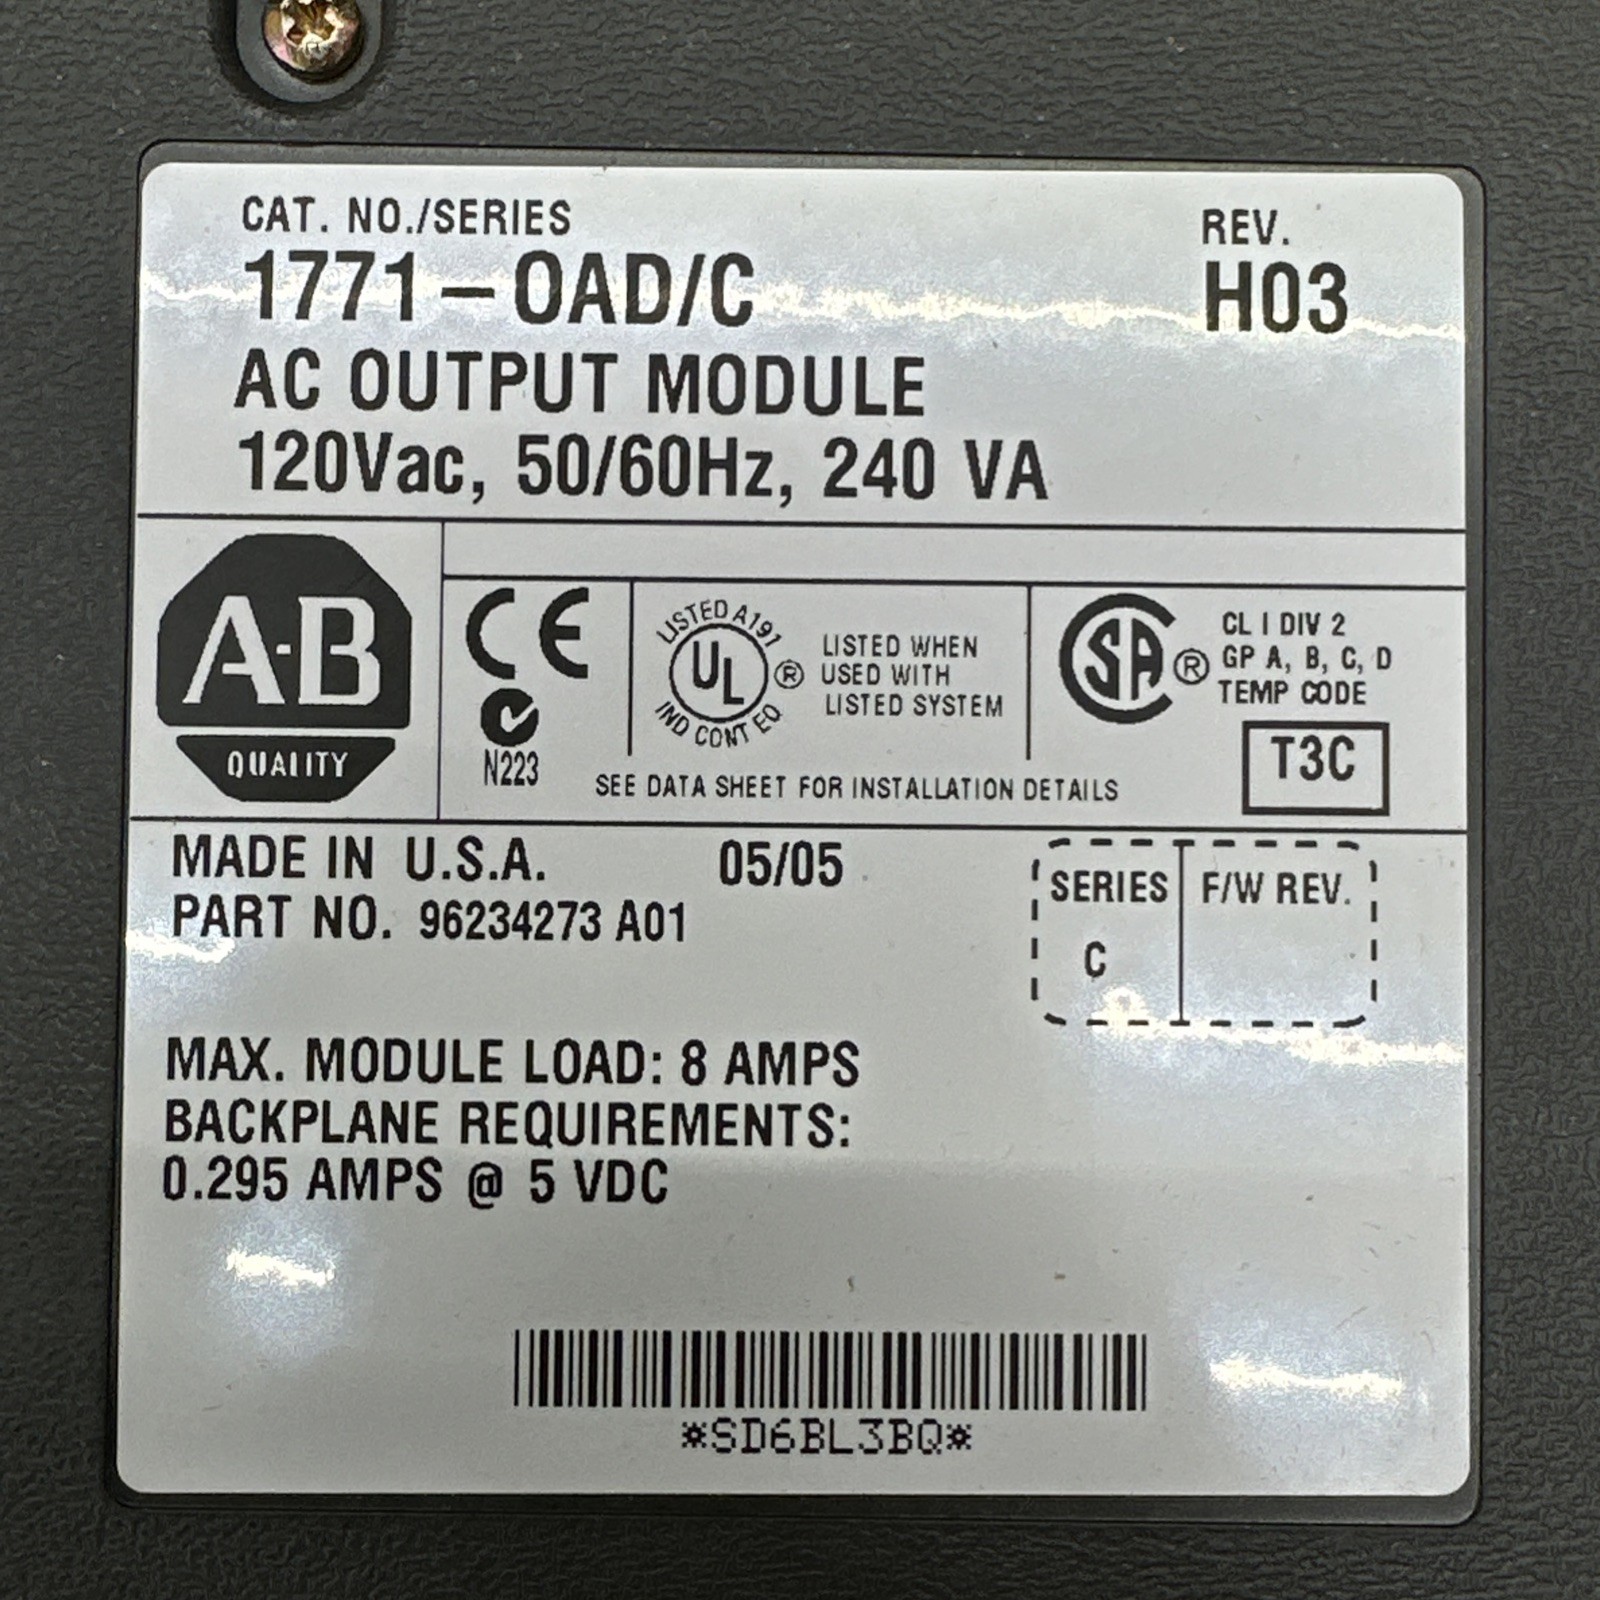 CAT. NO./SERIES
REV.
1771-OAD/C
H03
AC OUTPUT MODULE
120Vac, 50/60Hz, 240 VA
A-B
QUALITY
CE
N223
LISTED A191
UL
®
IND CONT EQ
LISTED WHEN
USED WITH
LISTED SYSTEM
SA
®
CL I DIV 2
GP A, B, C, D
TEMP CODE
T3C
SEE DATA SHEET FOR INSTALLATION DETAILS
MADE IN U.S.A.
05/05
PART NO. 96234273 A01
SERIES
F/W REV.
C
MAX. MODULE LOAD: 8 AMPS
BACKPLANE REQUIREMENTS:
0.295 AMPS @ 5 VDC
*SD6BL3BQ*